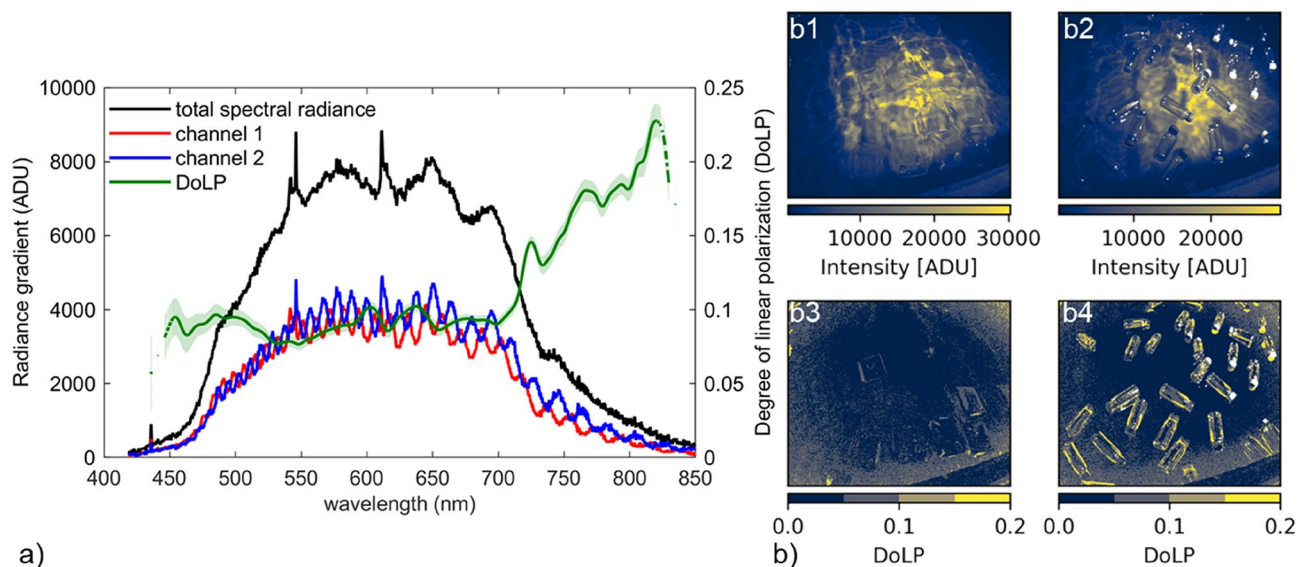 Radiance gradient (ADU)
10000
8000
6000
4000
2000
0
total spectral radiance
channel 1
channel 2
DoLP
0.25
0.2
0.15
0.1
0.05
0
Degree of linear polarization (DoLP)
400 450 500 550 600 650 700 750 800 850
wavelength (nm)
a)
b1
10000 20000 30000
Intensity [ADU]
b2
10000 20000
Intensity [ADU]
b3
0.0 0.1 0.2
DoLP
b4
0.0 0.1 0.2
DoLP
b)